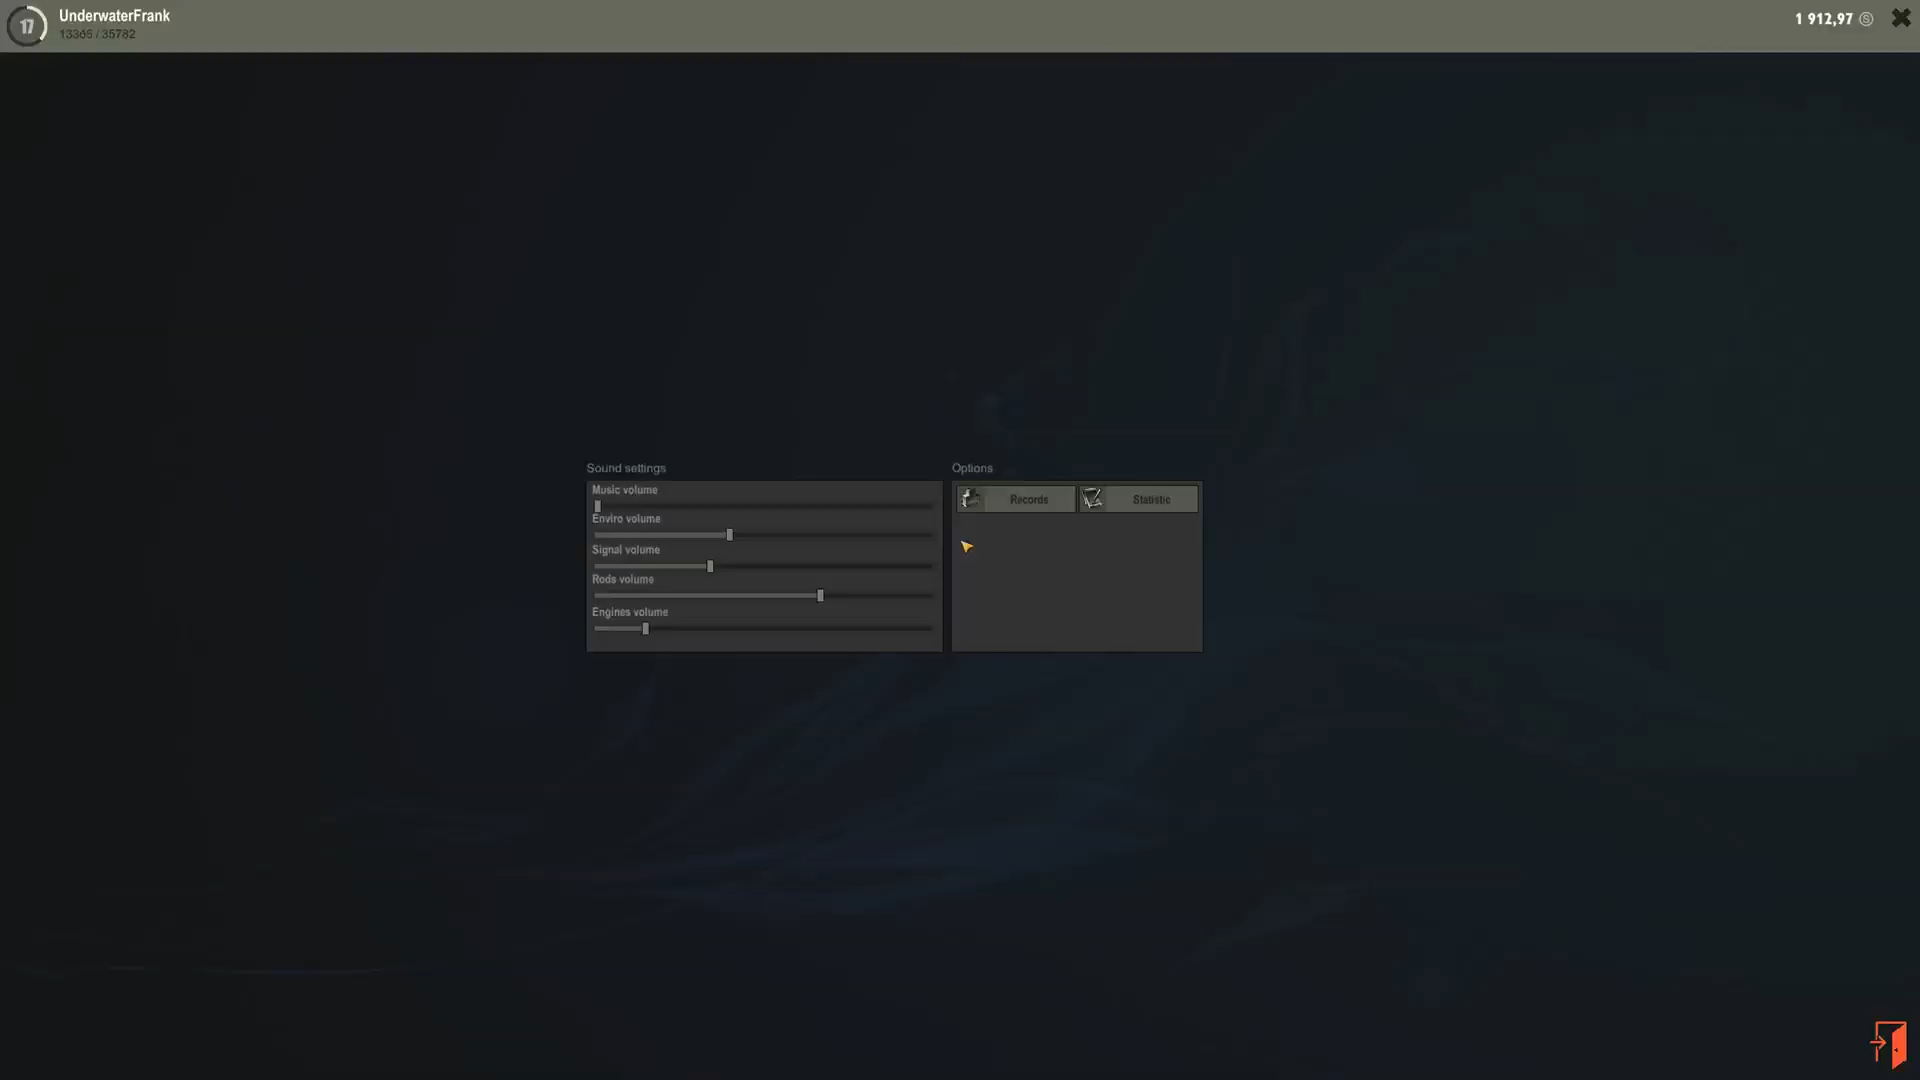 17
UnderwaterFrank
13365 / 35782
1 912,97 S
Sound settings
Music volume
Enviro volume
Signal volume
Rods volume
Engines volume
Options
Records
Statistic